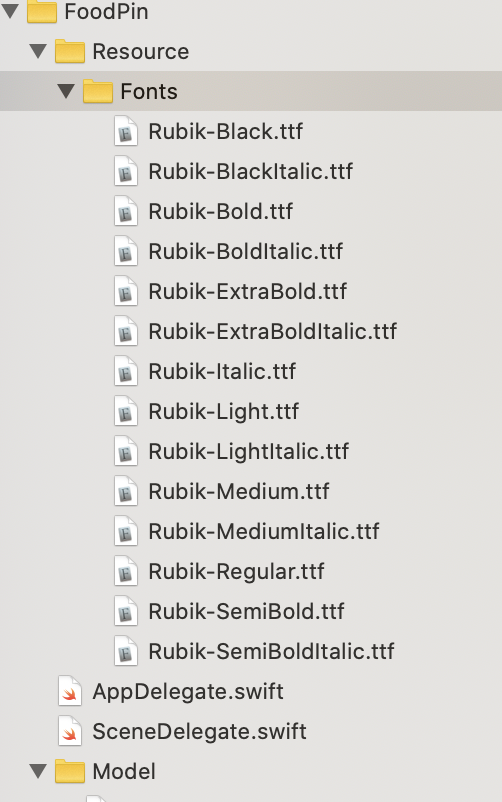 FoodPin
Resource
Fonts
Rubik-Black.ttf
Rubik-BlackItalic.ttf
Rubik-Bold.ttf
Rubik-BoldItalic.ttf
Rubik-ExtraBold.ttf
Rubik-ExtraBoldItalic.ttf
Rubik-Italic.ttf
Rubik-Light.ttf
Rubik-LightItalic.ttf
Rubik-Medium.ttf
Rubik-MediumItalic.ttf
Rubik-Regular.ttf
Rubik-SemiBold.ttf
Rubik-SemiBoldItalic.ttf
AppDelegate.swift
SceneDelegate.swift
Model